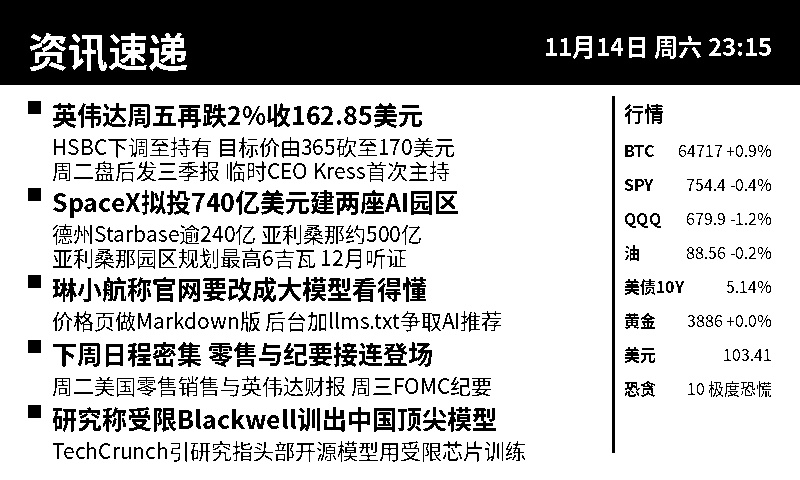 资讯速递
11月14日 周六 23:15
英伟达周五再跌2%收162.85美元
HSBC下调至持有 目标价由365砍至170美元
周二盘后发三季报 临时CEO Kress首次主持
SpaceX拟投740亿美元建两座AI园区
德州Starbase逾240亿 亚利桑那约500亿
亚利桑那园区规划最高6吉瓦 12月听证
琳小航称官网要改成大模型看得懂
价格页做Markdown版 后台加llms.txt争取AI推荐
下周日程密集 零售与纪要接连登场
周二美国零售销售与英伟达财报 周三FOMC纪要
研究称受限Blackwell训出中国顶尖模型
TechCrunch引研究指头部开源模型用受限芯片训练
行情
BTC 64717 +0.9%
SPY 754.4 -0.4%
QQQ 679.9 -1.2%
油 88.56 -0.2%
美债10Y 5.14%
黄金 3886 +0.0%
美元 103.41
恐贪 10 极度恐慌